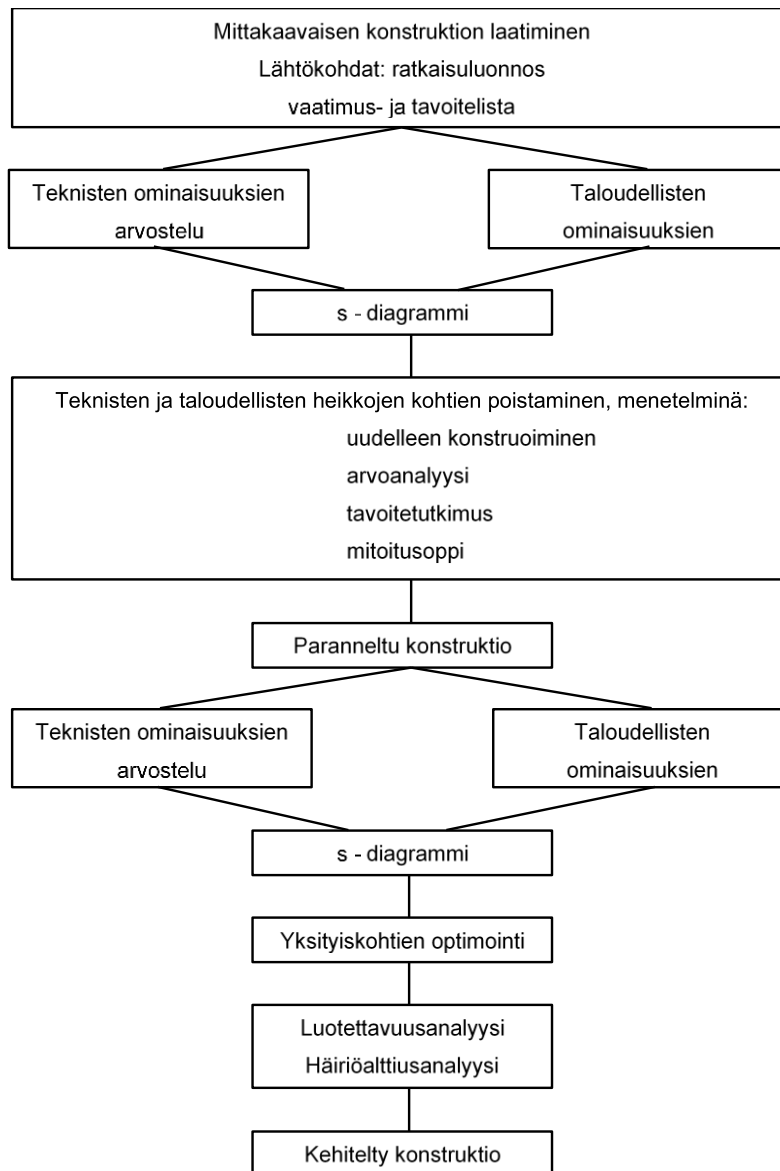 Mittakaavaisen konstruktion laatiminen
Lähtökohdat: ratkaisuluonnos
vaatimus- ja tavoitelista
Teknisten ominaisuuksien
arvostelu
Taloudellisten
ominaisuuksien
s - diagrammi
Teknisten ja taloudellisten heikkojen kohtien poistaminen, menetelminä:
uudelleen konstruoiminen
arvoanalyysi
tavoitetutkimus
mitoitusoppi
Paranneltu konstruktio
Teknisten ominaisuuksien
arvostelu
Taloudellisten
ominaisuuksien
s - diagrammi
Yksityiskohtien optimointi
Luotettavuusanalyysi
Häiriöalttiusanalyysi
Kehitelty konstruktio